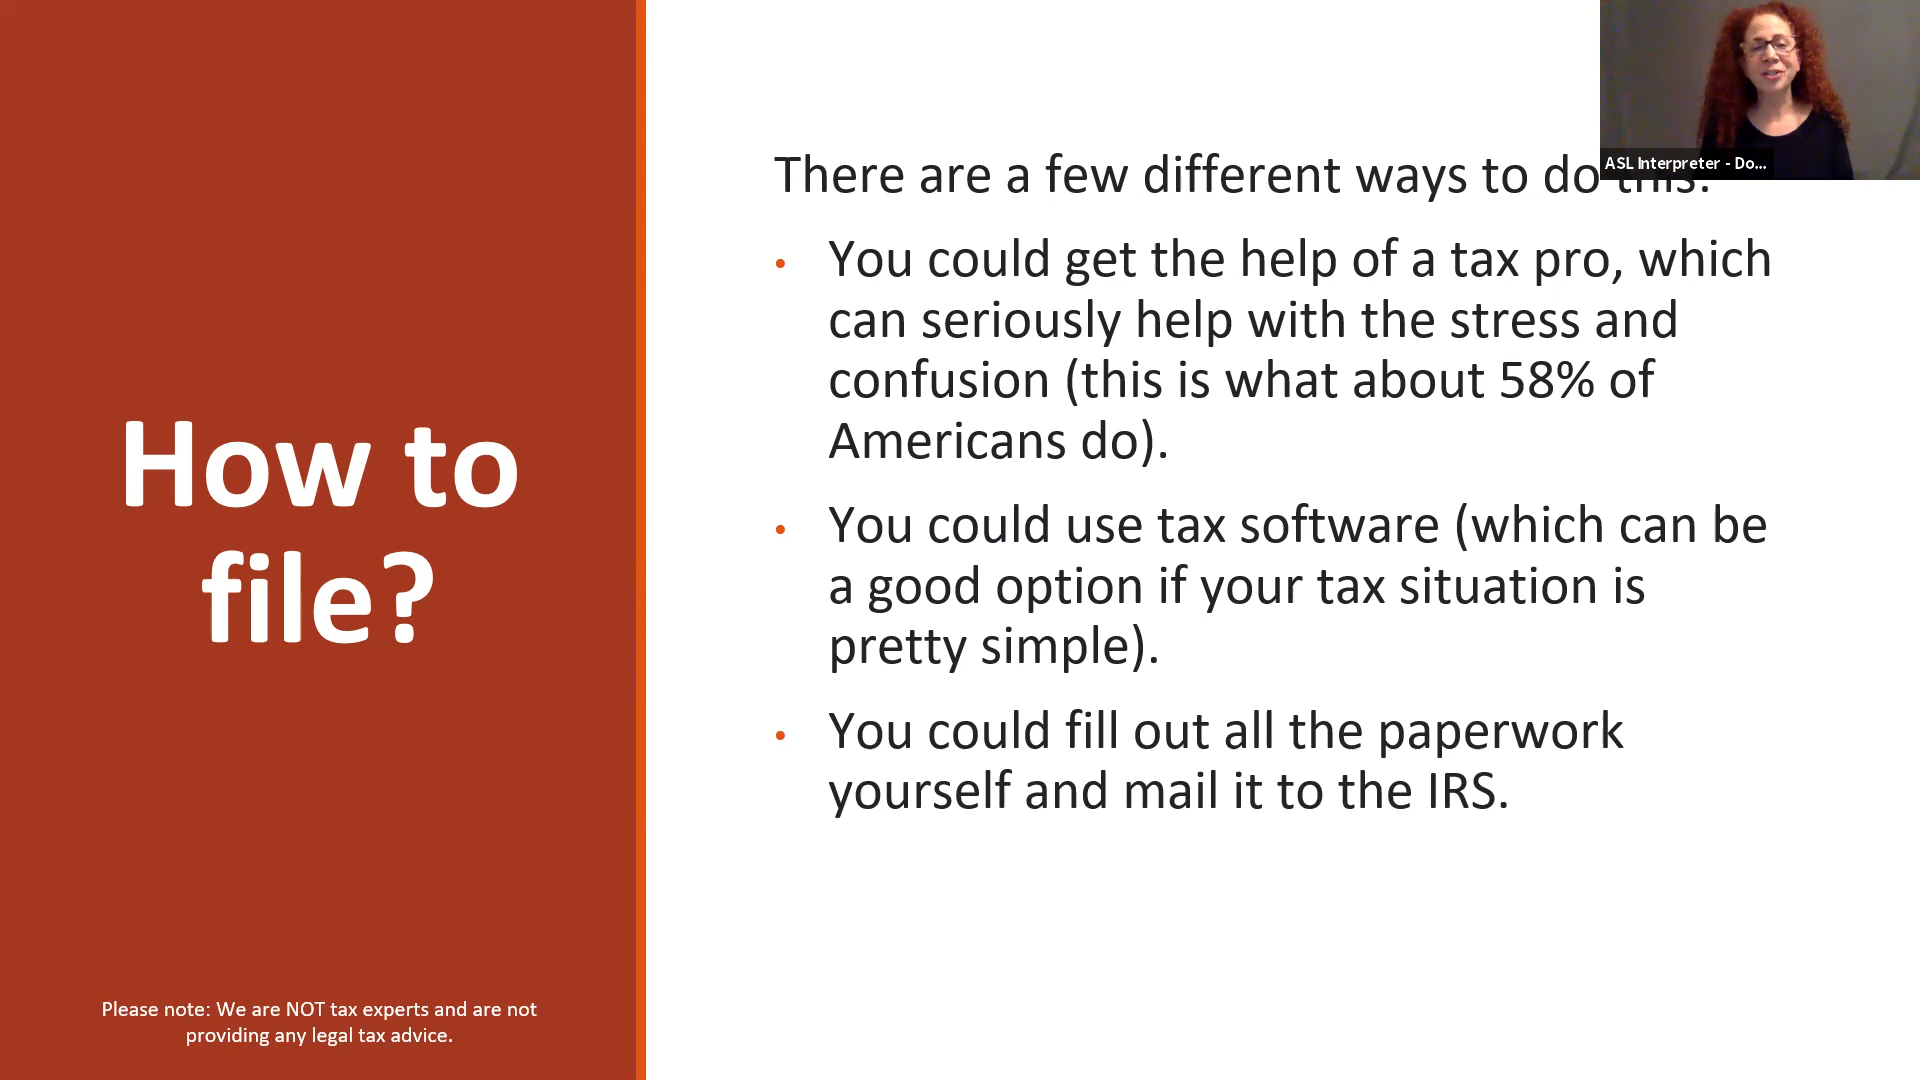 How to
file?
Please note: We are NOT tax experts and are not
providing any legal tax advice.
There are a few different ways to do this:
• You could get the help of a tax pro, which
can seriously help with the stress and
confusion (this is what about 58% of
Americans do).
• You could use tax software (which can be
a good option if your tax situation is
pretty simple).
• You could fill out all the paperwork
yourself and mail it to the IRS.
ASL Interpreter - Do...